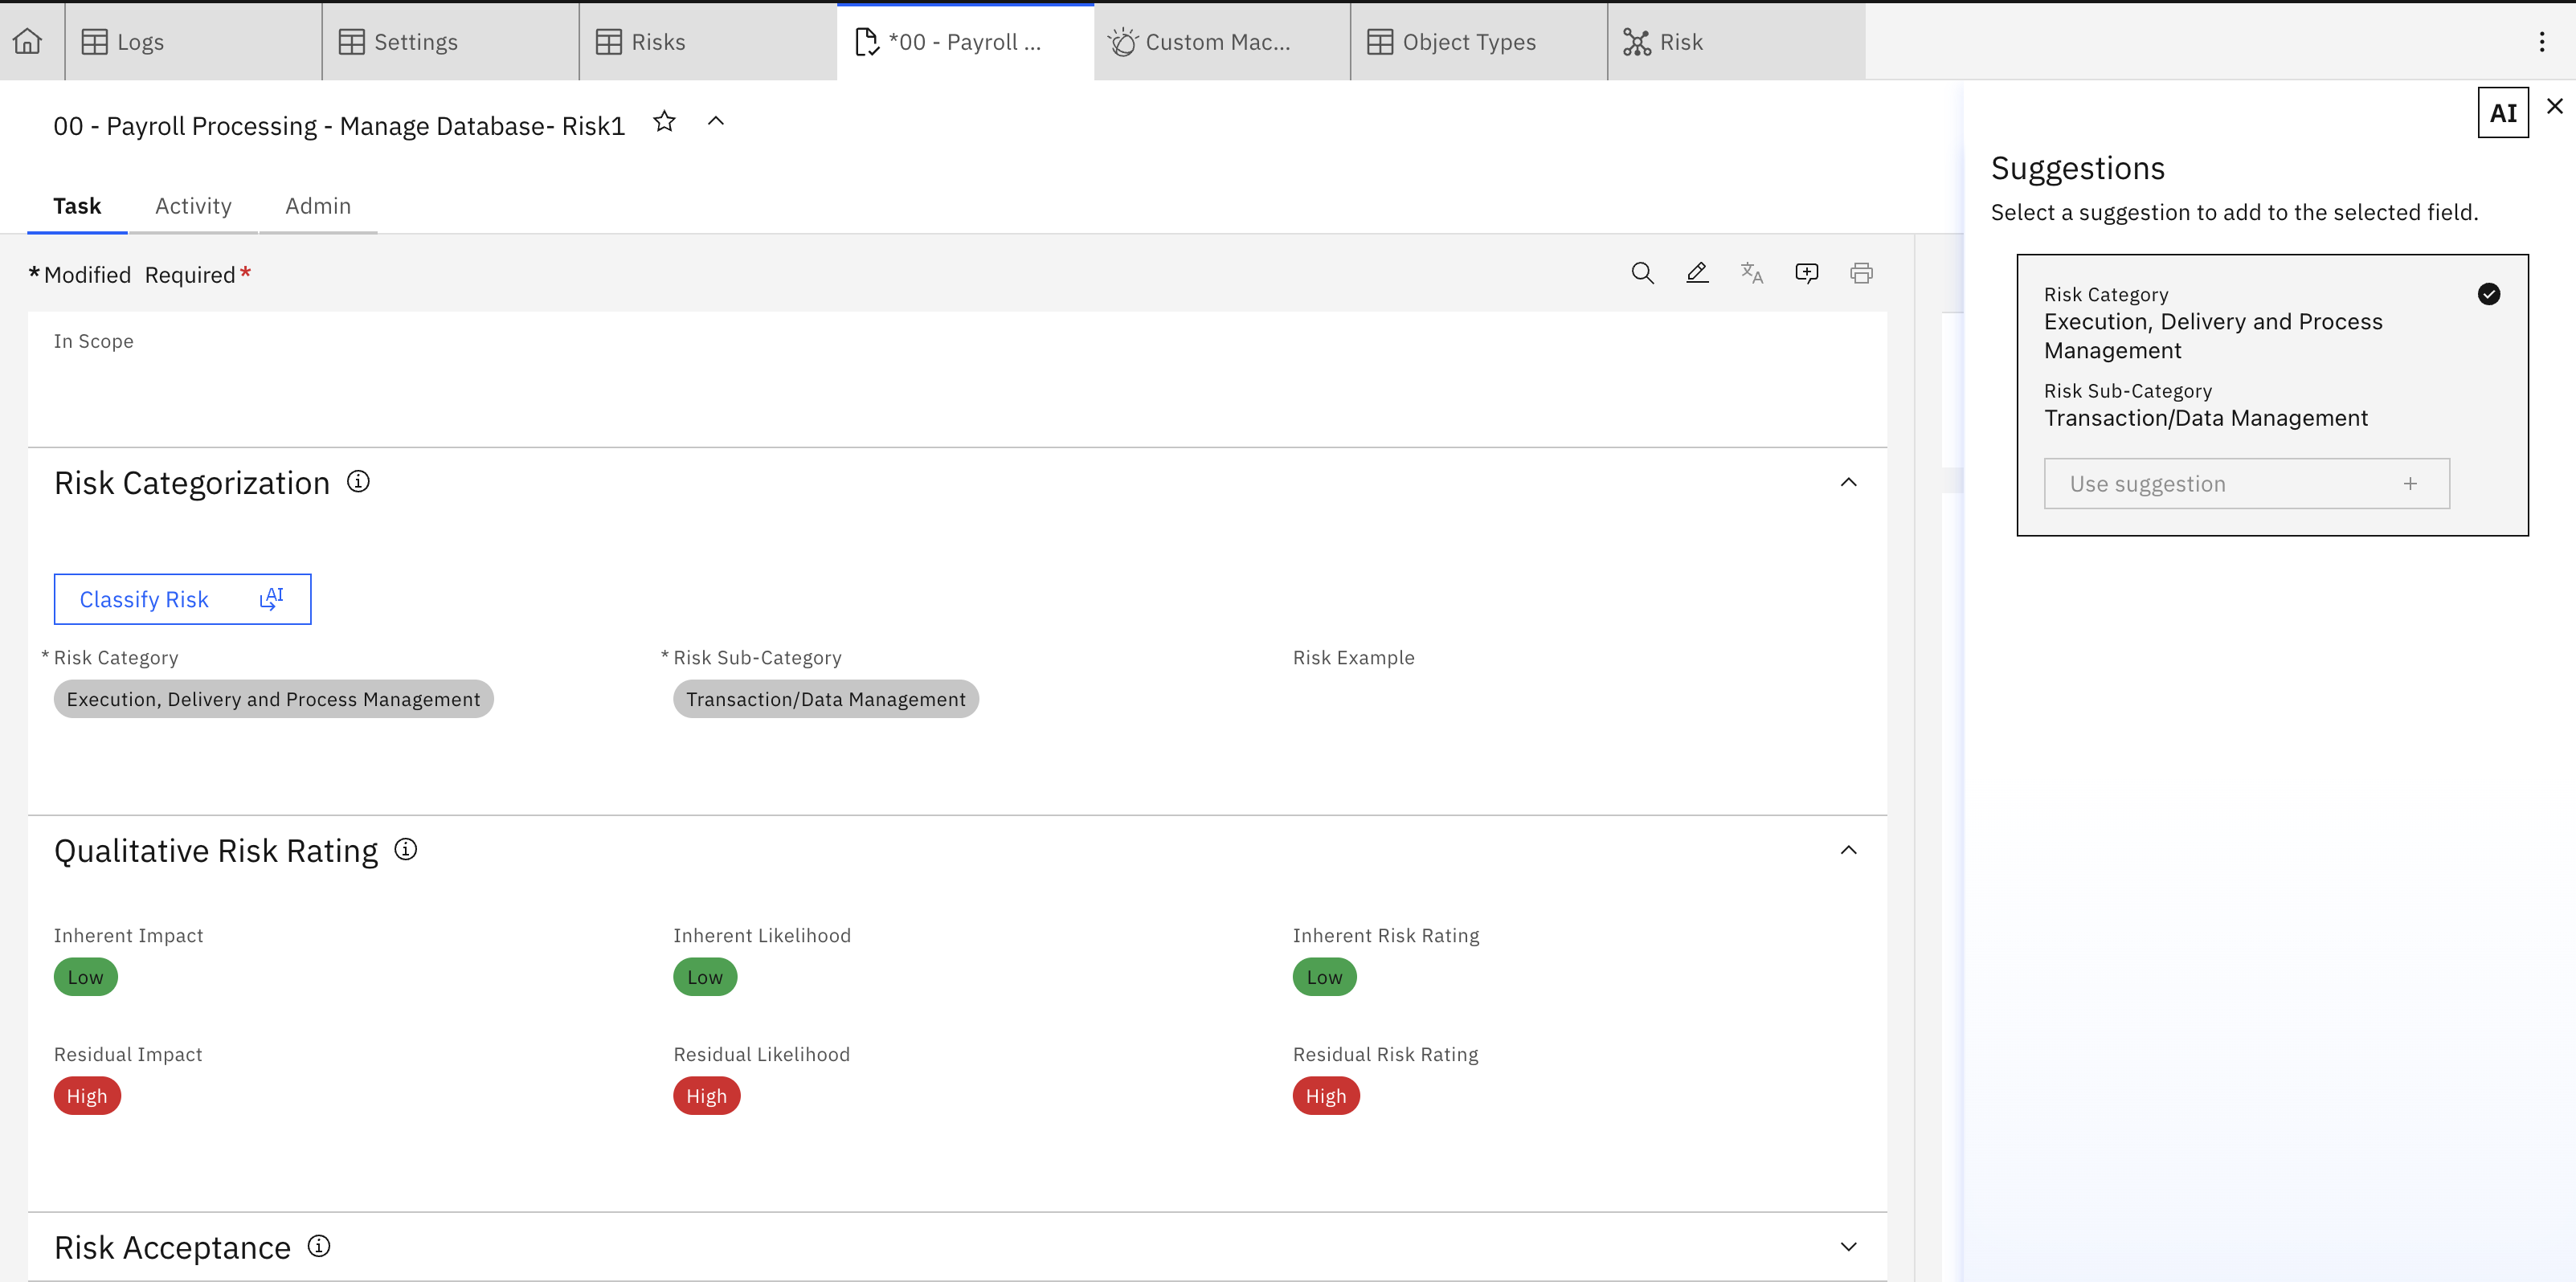 Logs
Settings
Risks
*00 - Payroll ...
Custom Mac...
Object Types
Risk
00 - Payroll Processing - Manage Database- Risk1
Task
Activity
Admin
*Modified Required*
In Scope
Risk Categorization
Classify Risk AI
* Risk Category
Execution, Delivery and Process Management
* Risk Sub-Category
Transaction/Data Management
Risk Example
Qualitative Risk Rating
Inherent Impact
Low
Inherent Likelihood
Low
Inherent Risk Rating
Low
Residual Impact
High
Residual Likelihood
High
Residual Risk Rating
High
Risk Acceptance
AI
Suggestions
Select a suggestion to add to the selected field.
Risk Category
Execution, Delivery and Process
Management
Risk Sub-Category
Transaction/Data Management
Use suggestion +